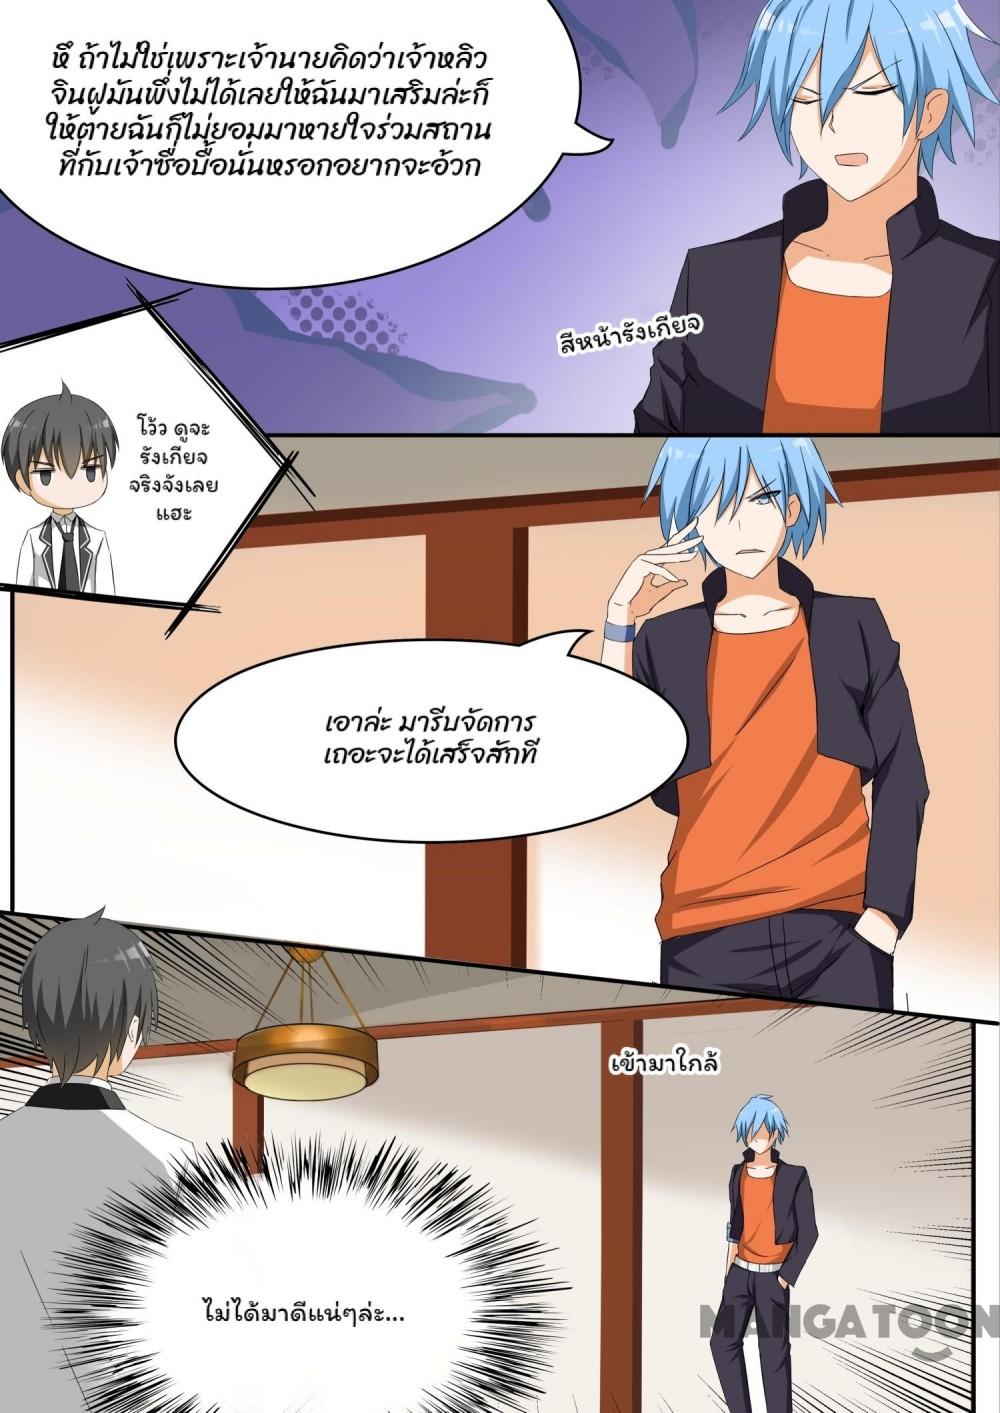 หึ ถ้าไม่ใช่เพราะเจ้านายคิดว่าเจ้าหลิว
จินฝูมันพึ่งไม่ได้เลยให้ฉันมาเสริมล่ะก็
ให้ตายฉันก็ไม่ยอมมาหายใจร่วมสถาน
ที่กับเจ้าซื่อบื้อนั่นหรอกอยากจะอ้วก
สีหน้ารังเกียจ
โว้ว ดูจะ
รังเกียจ
จริงจังเลย
แฮะ
เอาล่ะ มารีบจัดการ
เถอะจะได้เสร็จสักที
เข้ามาใกล้
ไม่ได้มาดีแน่ๆล่ะ...
MANGATOON